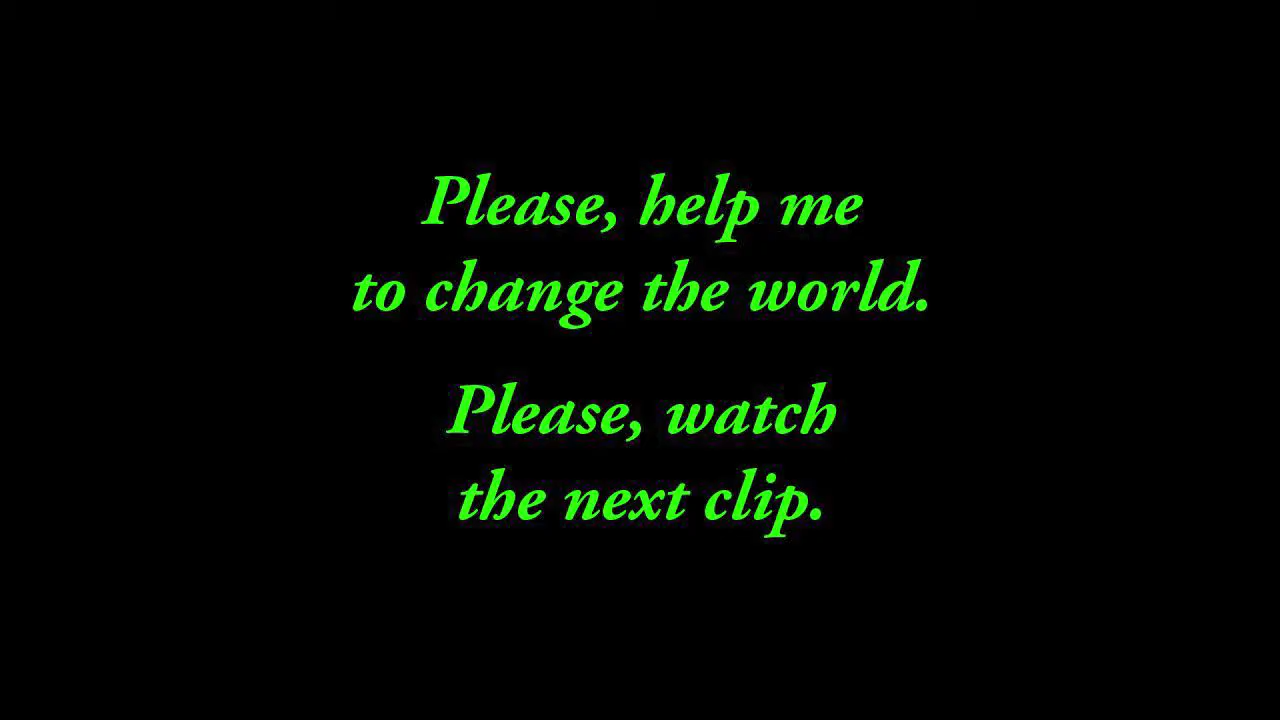 Please, help me
to change the world.
Please, watch
the next clip.